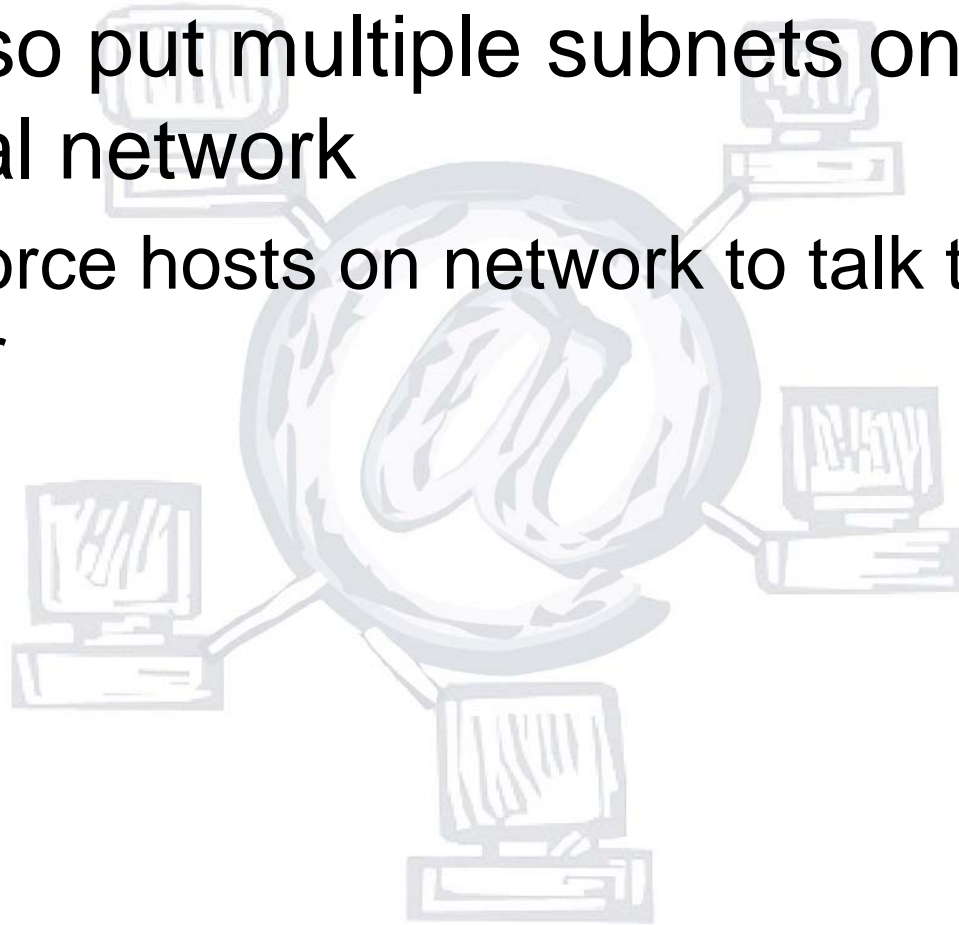 so put multiple subnets on
al network
orce hosts on network to talk t